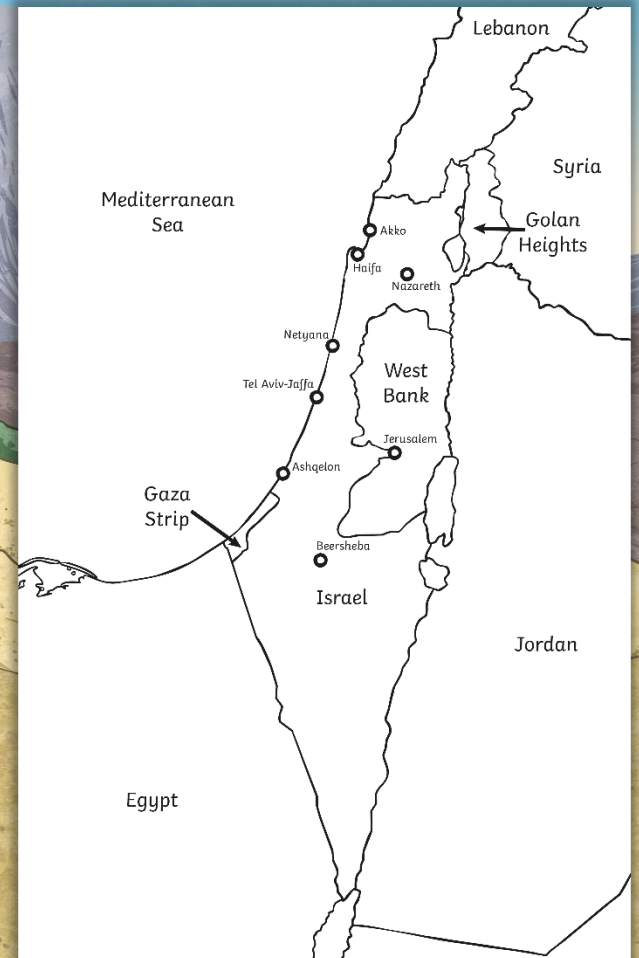 Lebanon
Syria
Mediterranean
Sea
Golan
Heights
Akko
Haifa
Nazareth
Netyana
West
Bank
Tel Aviv-Jaffa
Jerusalem
Ashqelon
Gaza
Strip
Beersheba
Israel
Jordan
Egypt